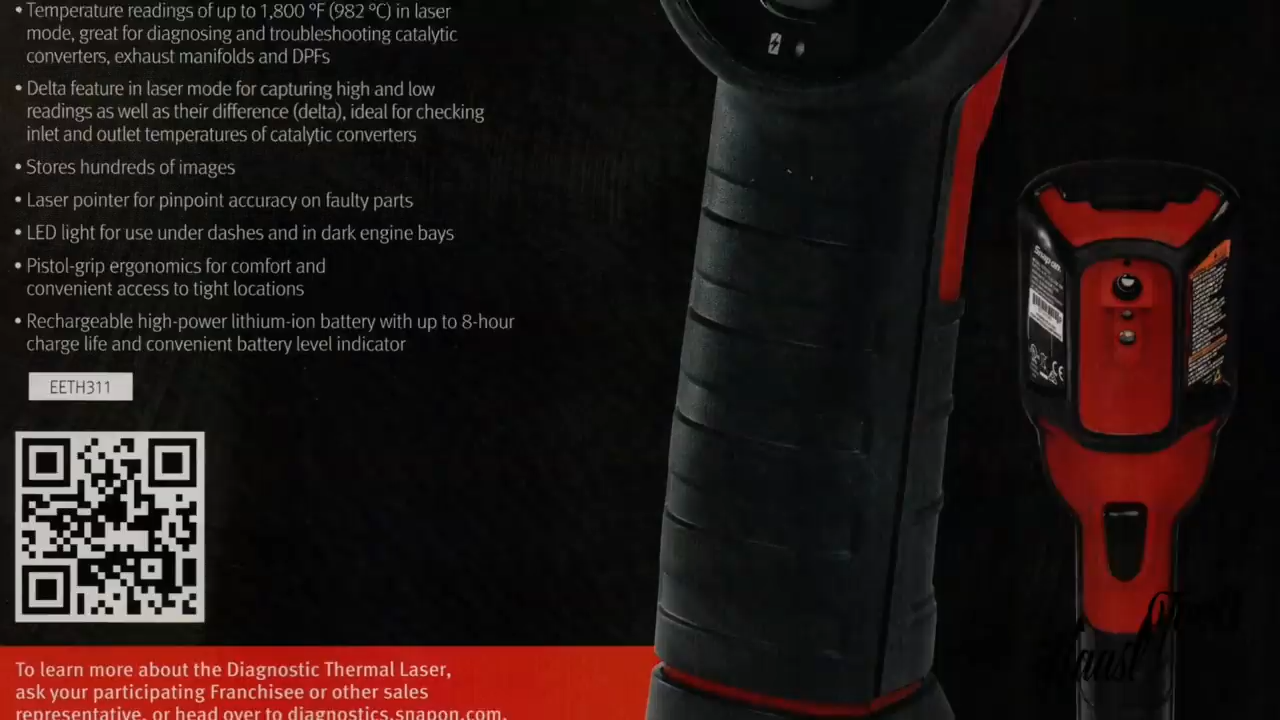 • Temperature readings of up to 1,800 °F (982 °C) in laser
mode, great for diagnosing and troubleshooting catalytic
converters, exhaust manifolds and DPFs
• Delta feature in laser mode for capturing high and low
readings as well as their difference (delta), ideal for checking
inlet and outlet temperatures of catalytic converters
• Stores hundreds of images
• Laser pointer for pinpoint accuracy on faulty parts
• LED light for use under dashes and in dark engine bays
• Pistol-grip ergonomics for comfort and
convenient access to tight locations
• Rechargeable high-power lithium-ion battery with up to 8-hour
charge life and convenient battery level indicator
EETH311
Snap-on
To learn more about the Diagnostic Thermal Laser,
ask your participating Franchisee or other sales
representative, or head over to diagnostics.snapon.com.